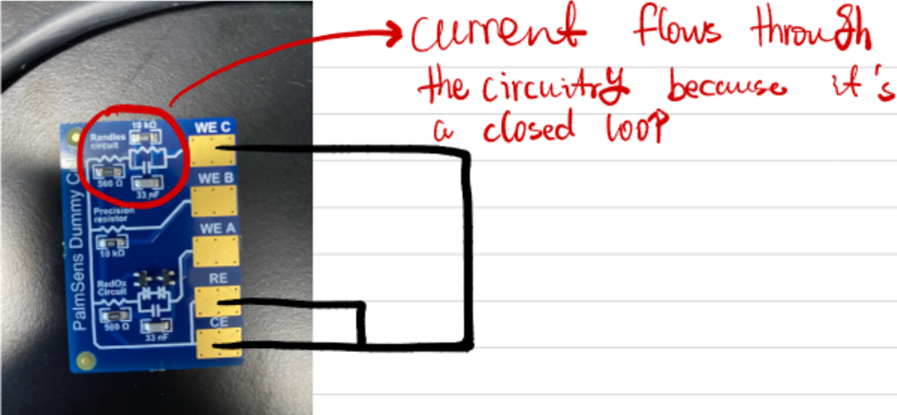 current flows through
the circuitry because it's
a closed loop
10 kΩ
WE C
Randles
circuit
560 Ω
33 nF
WE B
Precision
resistor
10 kΩ
WE A
RedOx
Circuit
RE
560 Ω
33 nF
CE
PalmSens Dummy C